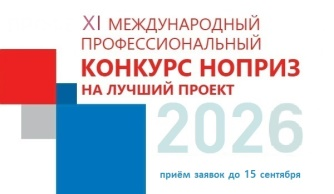 XI МЕЖДУНАРОДНЫЙ
ПРОФЕССИОНАЛЬНЫЙ
КОНКУРС НОПРИЗ
НА ЛУЧШИЙ ПРОЕКТ
2026
приём заявок до 15 сентября